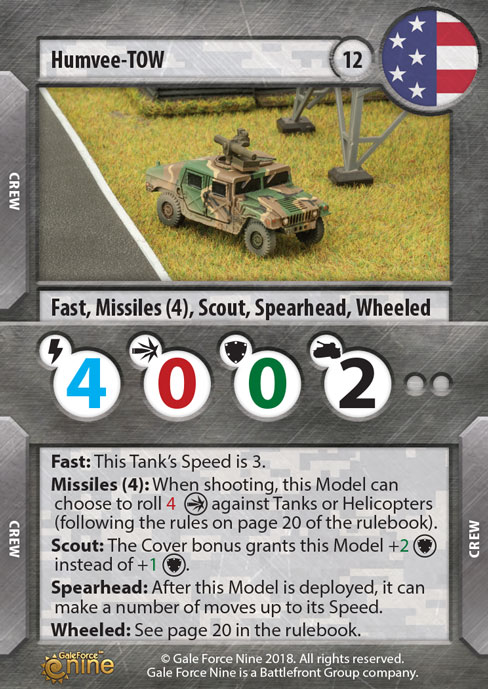 Humvee-TOW
12
CREW
Fast, Missiles (4), Scout, Spearhead, Wheeled
4
0
0
2
Fast: This Tank's Speed is 3.
Missiles (4): When shooting, this Model can
choose to roll 4 against Tanks or Helicopters
(following the rules on page 20 of the rulebook).
Scout: The Cover bonus grants this Model +2
instead of +1 .
Spearhead: After this Model is deployed, it can
make a number of moves up to its Speed.
Wheeled: See page 20 in the rulebook.
CREW
CREW
GaleForce™
nine
© Gale Force Nine 2018. All rights reserved.
Gale Force Nine is a Battlefront Group company.